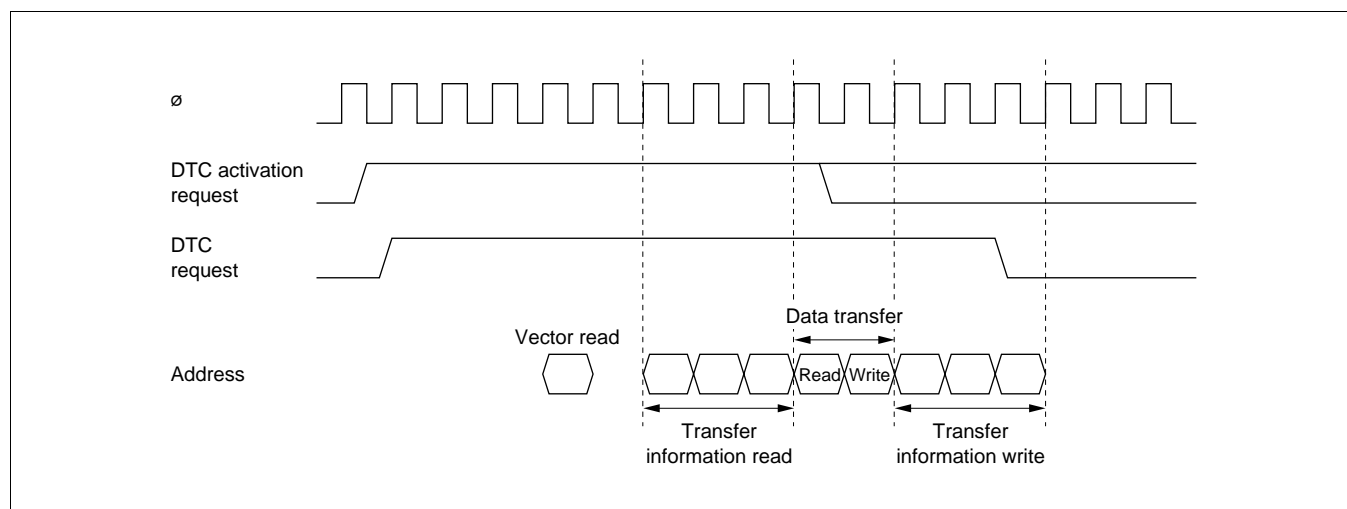 ø
DTC activation
request
DTC
request
Data transfer
Vector read
Address
Read
Write
Transfer
information read
Transfer
information write